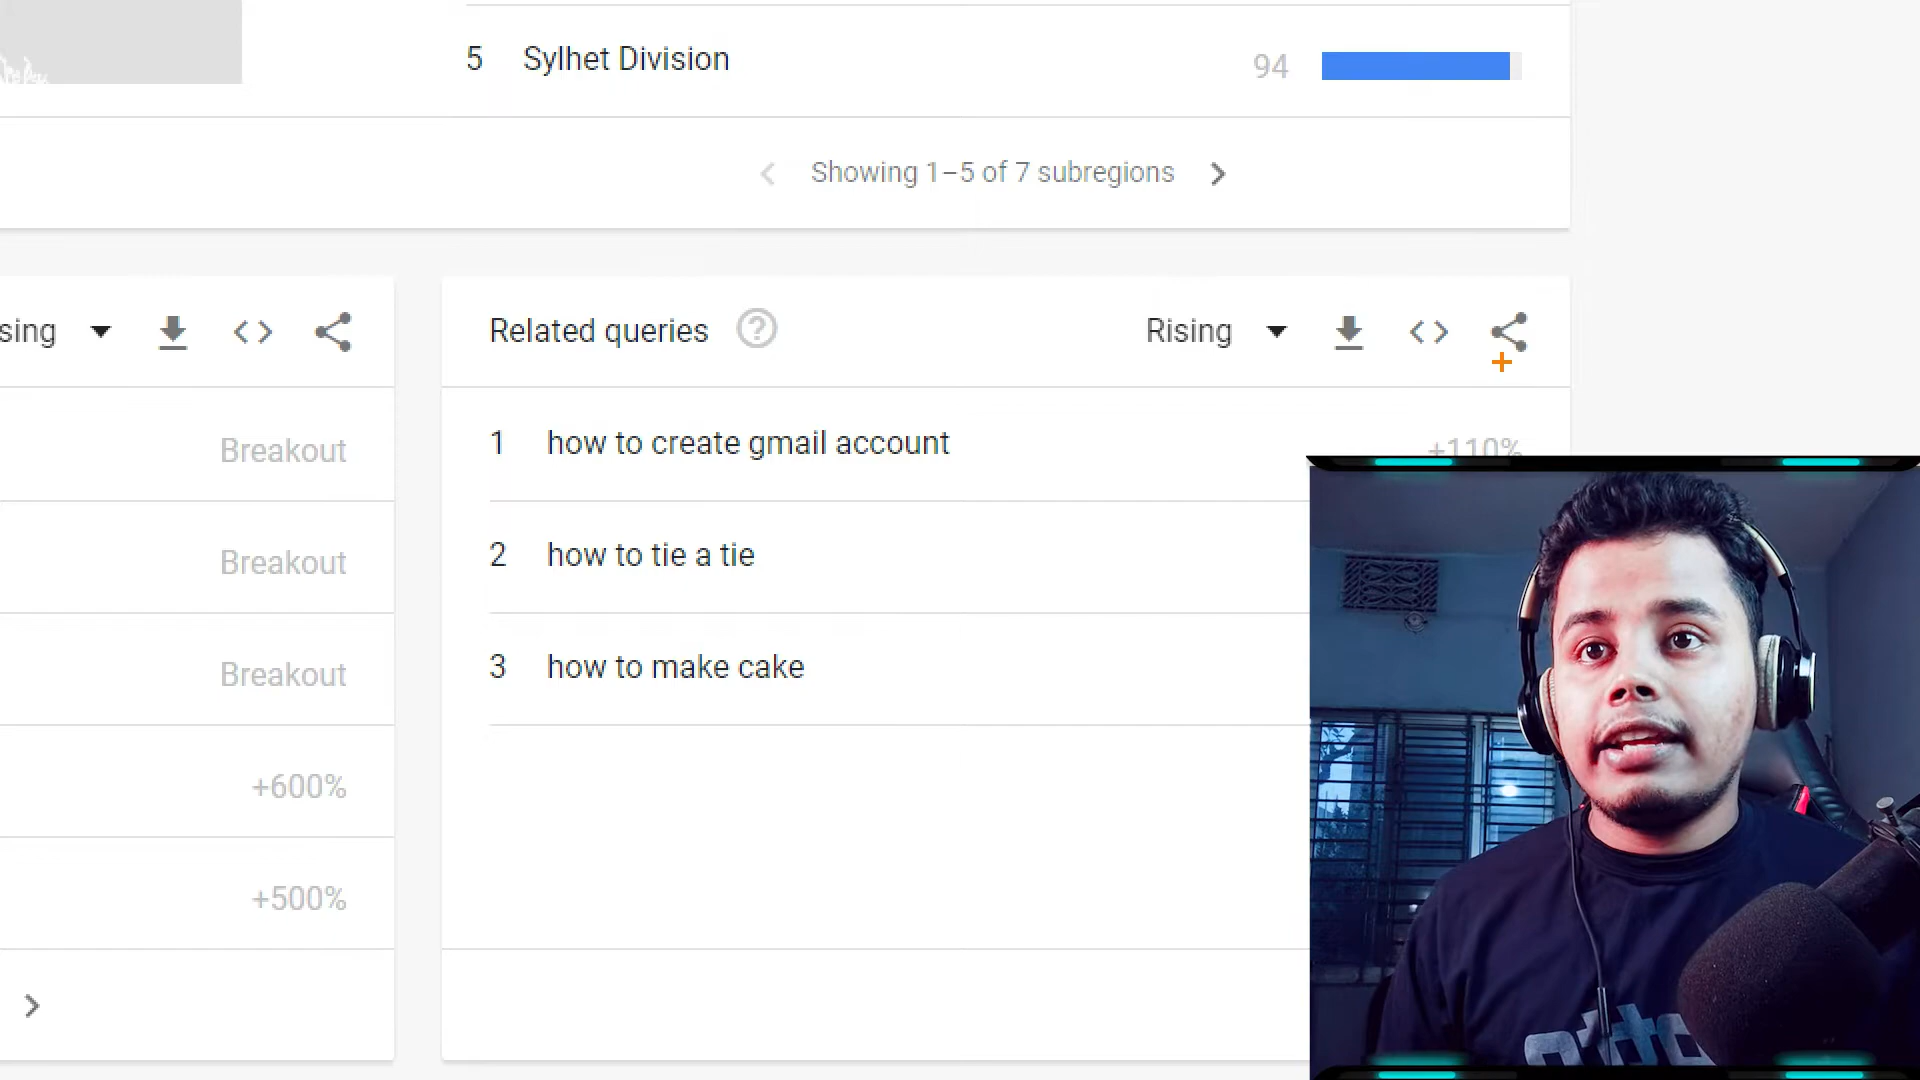 5 Sylhet Division 94
Showing 1–5 of 7 subregions
sing
Breakout
Breakout
Breakout
+600%
+500%
Related queries
Rising
1 how to create gmail account +110%
2 how to tie a tie
3 how to make cake